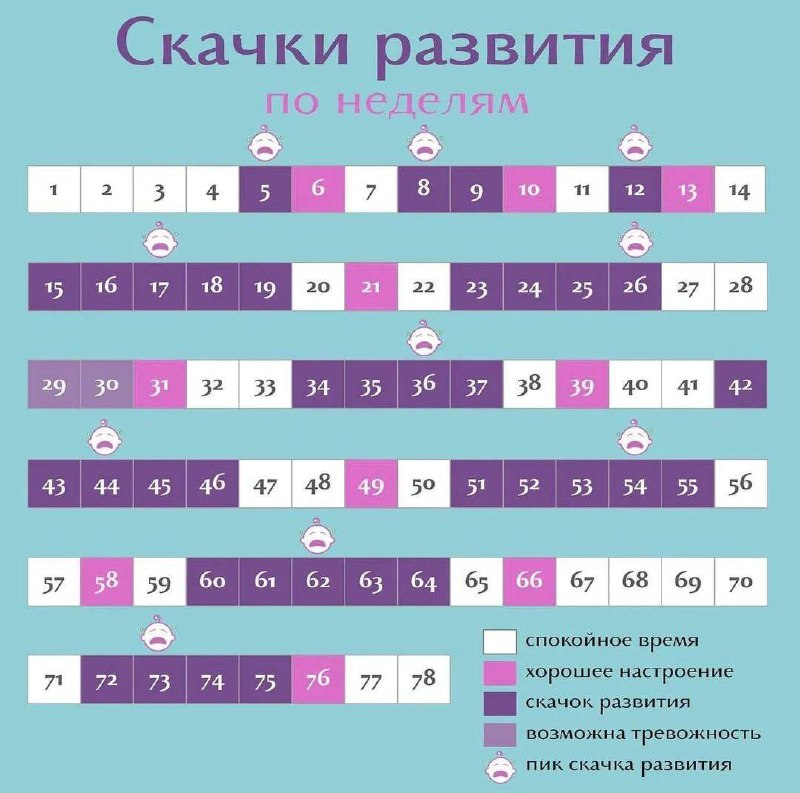 Скачки развития
по неделям
1 2 3 4 5 6 7 8 9 10 11 12 13 14
15 16 17 18 19 20 21 22 23 24 25 26 27 28
29 30 31 32 33 34 35 36 37 38 39 40 41 42
43 44 45 46 47 48 49 50 51 52 53 54 55 56
57 58 59 60 61 62 63 64 65 66 67 68 69 70
71 72 73 74 75 76 77 78
спокойное время
хорошее настроение
скачок развития
возможна тревожность
пик скачка развития